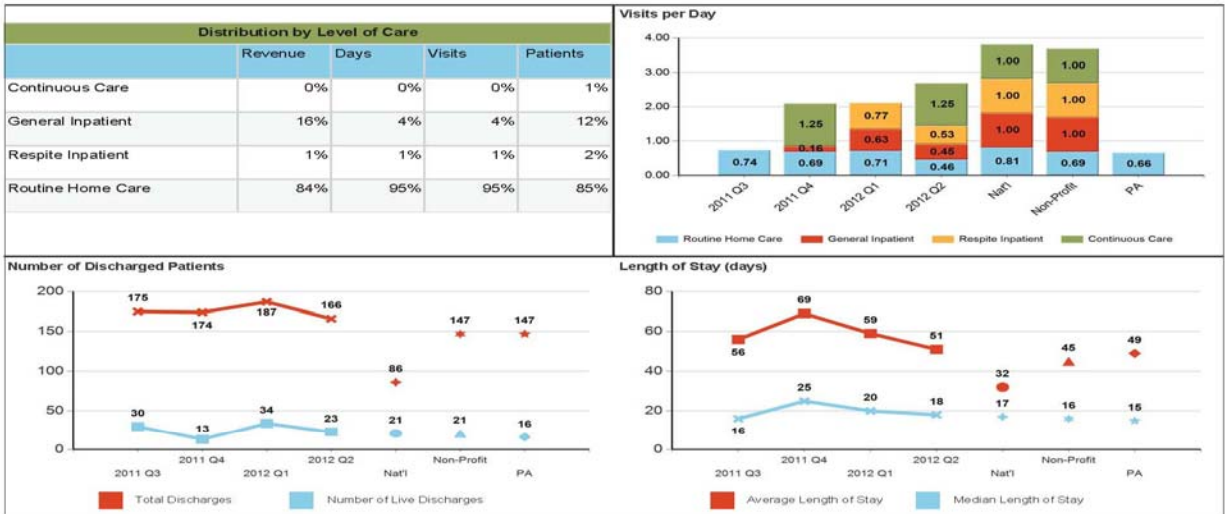 Distribution by Level of Care
Revenue Days Visits Patients
Continuous Care 0% 0% 0% 1%
General Inpatient 16% 4% 4% 12%
Respite Inpatient 1% 1% 1% 2%
Routine Home Care 84% 95% 95% 85%
Visits per Day
4.00
3.00
2.00
1.00
0.00
0.74
1.25
0.16
0.69
0.77
0.63
0.71
1.25
0.53
0.45
0.46
1.00
1.00
1.00
0.81
1.00
1.00
1.00
0.69
0.66
2011 Q3 2011 Q4 2012 Q1 2012 Q2 Nat'l Non-Profit PA
Routine Home Care General Inpatient Respite Inpatient Continuous Care
Number of Discharged Patients
200
150
100
50
0
175 174 187 166 86 147 147
30 13 34 23 21 21 16
2011 Q3 2011 Q4 2012 Q1 2012 Q2 Nat'l Non-Profit PA
Total Discharges Number of Live Discharges
Length of Stay (days)
80
60
40
20
0
56 69 59 51 32 45 49
16 25 20 18 17 16 15
2011 Q3 2011 Q4 2012 Q1 2012 Q2 Nat'l Non-Profit PA
Average Length of Stay Median Length of Stay